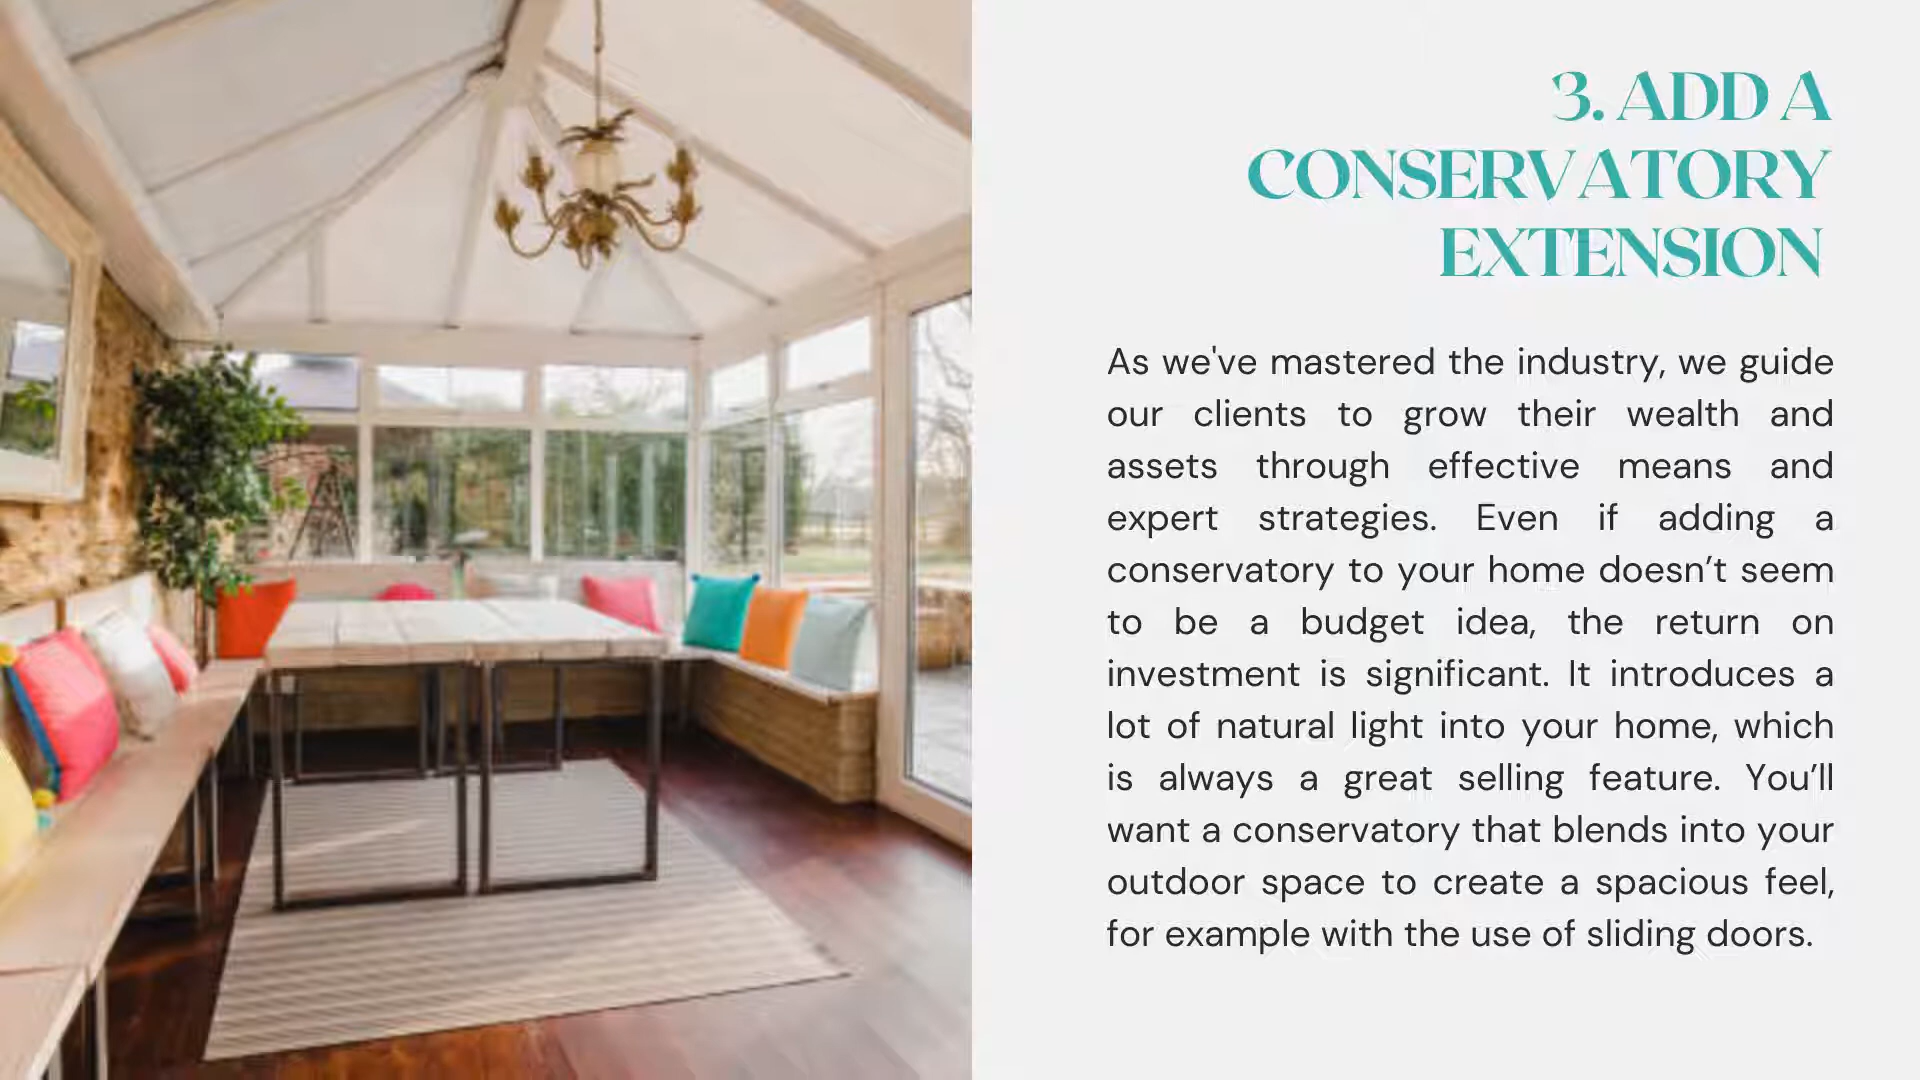 3. ADD A
CONSERVATORY
EXTENSION
As we've mastered the industry, we guide
our clients to grow their wealth and
assets through effective means and
expert strategies. Even if adding a
conservatory to your home doesn’t seem
to be a budget idea, the return on
investment is significant. It introduces a
lot of natural light into your home, which
is always a great selling feature. You’ll
want a conservatory that blends into your
outdoor space to create a spacious feel,
for example with the use of sliding doors.